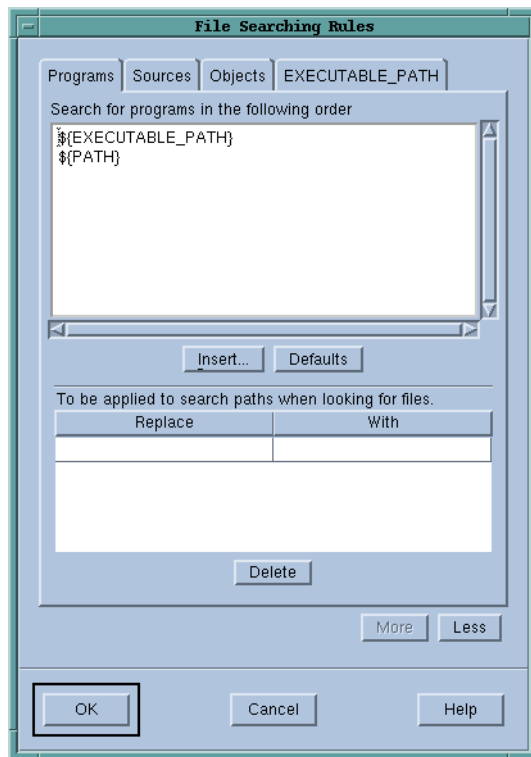 File Searching Rules
Programs Sources Objects EXECUTABLE_PATH
Search for programs in the following order
${EXECUTABLE_PATH}
${PATH}
Insert... Defaults
To be applied to search paths when looking for files.
Replace With
Delete
More Less
OK Cancel Help